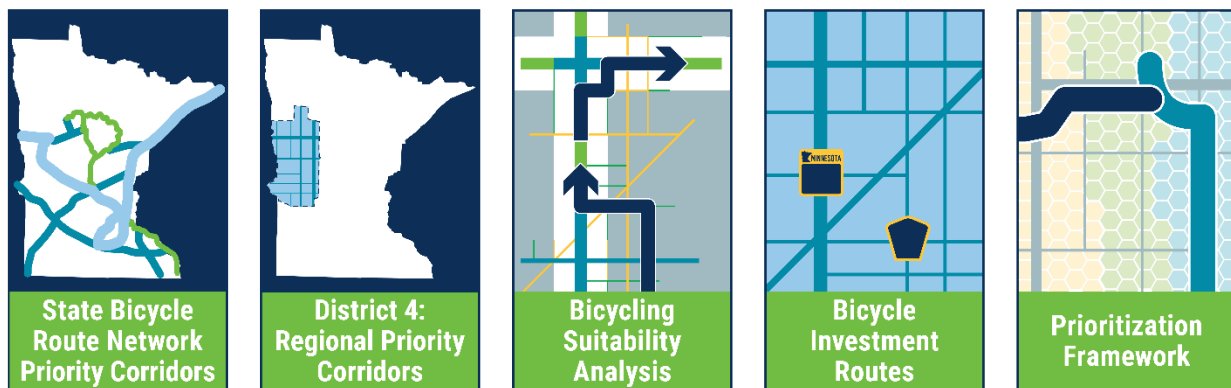 MINNESOTA
State Bicycle
Route Network
Priority Corridors
District 4:
Regional Priority
Corridors
Bicycling
Suitability
Analysis
Bicycle
Investment
Routes
Prioritization
Framework